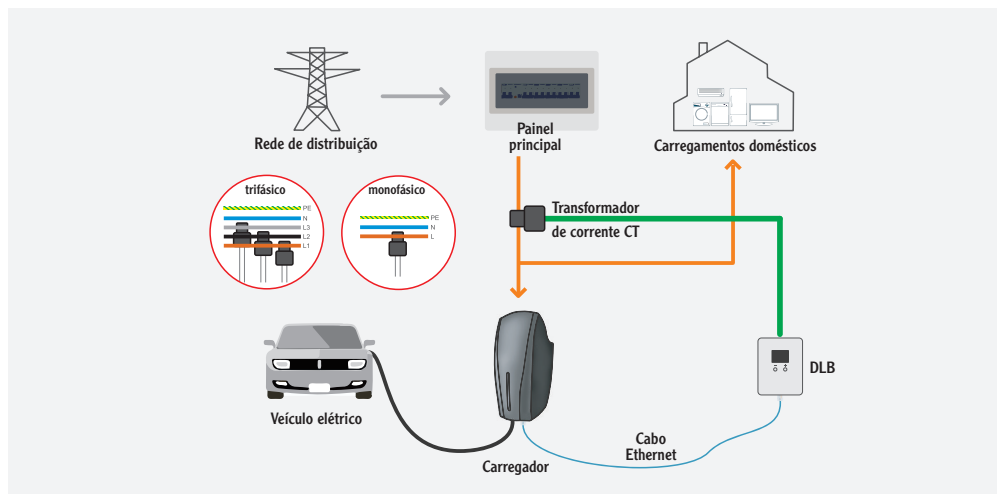 Rede de distribuição
Painel
principal
Carregamentos domésticos
trifásico
PE
N
L3
L2
L1
monofásico
PE
N
L
Transformador
de corrente CT
Veículo elétrico
Carregador
Cabo
Ethernet
DLB